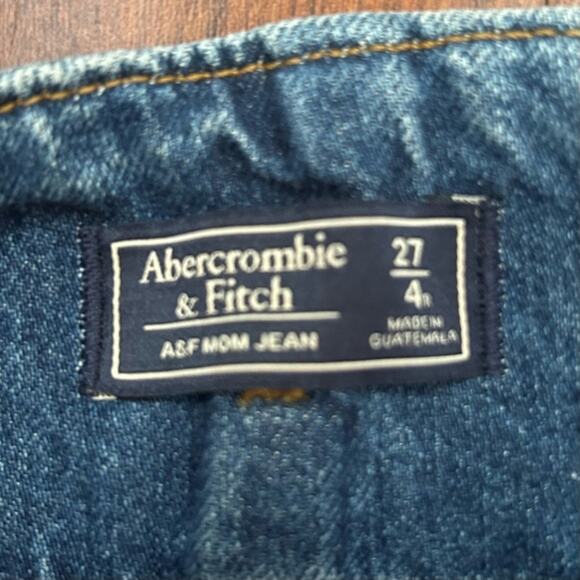 Abercrombie
& Fitch
A&F MOM JEAN
27
4R
MADE IN
GUATEMALA